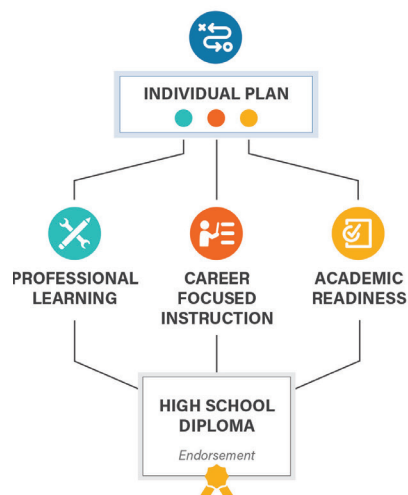 INDIVIDUAL PLAN
PROFESSIONAL
LEARNING
CAREER
FOCUSED
INSTRUCTION
ACADEMIC
READINESS
HIGH SCHOOL
DIPLOMA
Endorsement